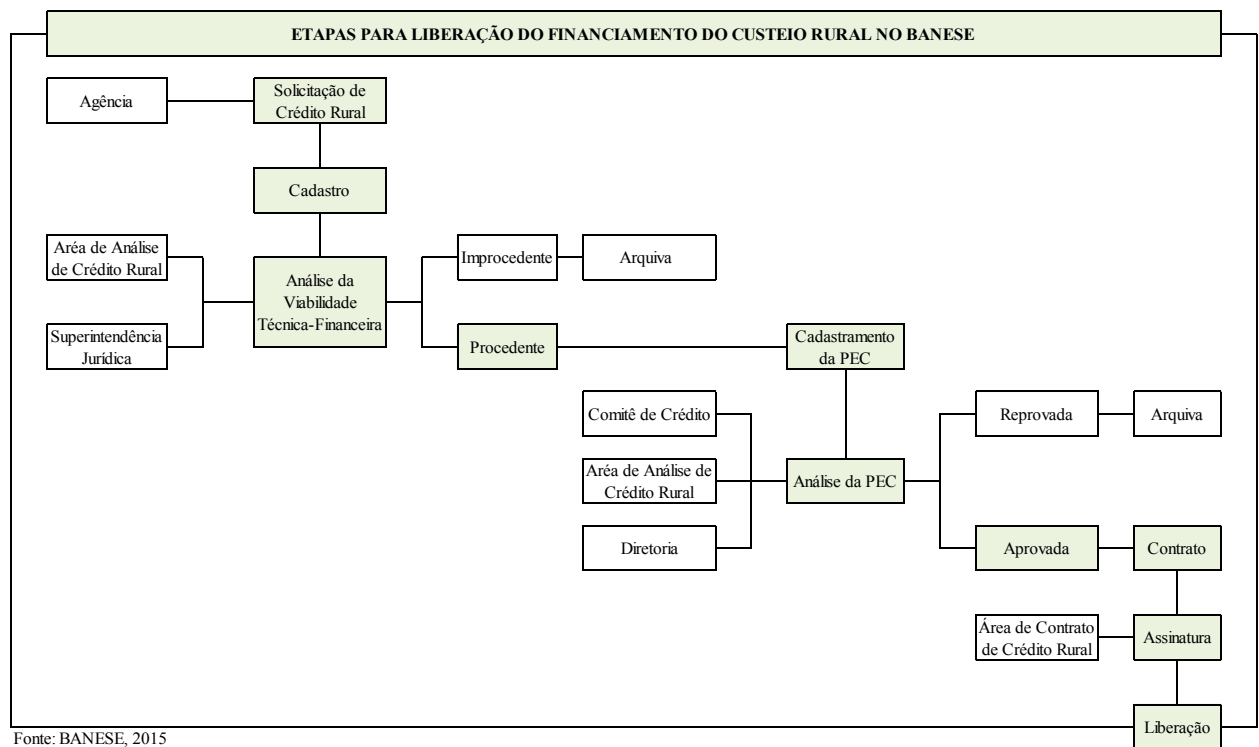 ETAPAS PARA LIBERAÇÃO DO FINANCIAMENTO DO CUSTEIO RURAL NO BANESE
Agência
Solicitação de
Crédito Rural
Cadastro
Aréa de Análise
de Crédito Rural
Superintendência
Jurídica
Análise da
Viabilidade
Técnica-Financeira
Improcedente
Arquiva
Procedente
Cadastramento
da PEC
Comitê de Crédito
Aréa de Análise de
Crédito Rural
Diretoria
Análise da PEC
Reprovada
Arquiva
Aprovada
Contrato
Área de Contrato
de Crédito Rural
Assinatura
Liberação
Fonte: BANESE, 2015